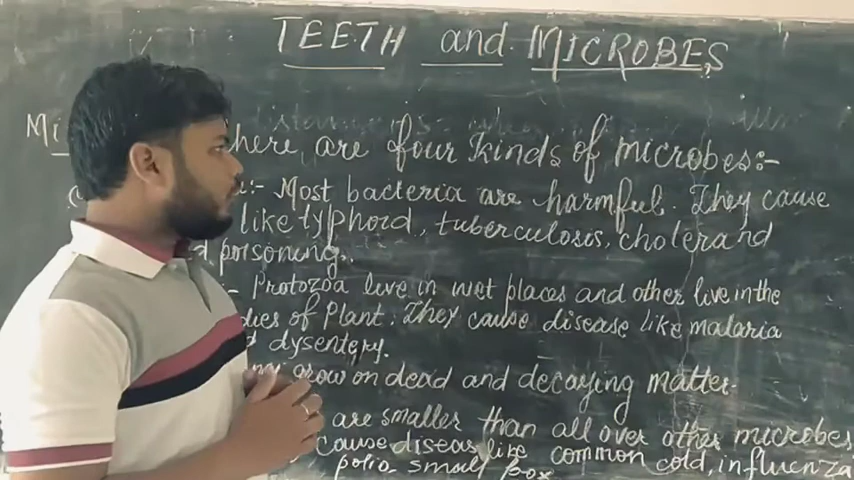 TEETH and MICROBES
Mi here are four kinds of microbes:-
:- Most bacteria are harmful. They cause
like typhoid, tuberculosis, cholera and
d poisoning.
- Protozoa live in wet places and other live in the
dies of Plant. They cause disease like malaria
d dysentery.
grow on dead and decaying matter.
are smaller than all over other microbes
cause diseas like common cold, influenza
polio small pox